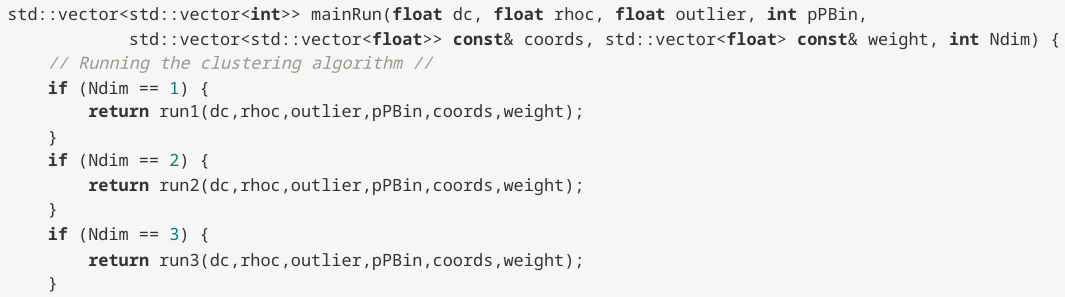 std::vector<std::vector<int>> mainRun(float dc, float rhoc, float outlier, int pPBin,
            std::vector<std::vector<float>> const& coords, std::vector<float> const& weight, int Ndim) {
    // Running the clustering algorithm //
    if (Ndim == 1) {
        return run1(dc,rhoc,outlier,pPBin,coords,weight);
    }
    if (Ndim == 2) {
        return run2(dc,rhoc,outlier,pPBin,coords,weight);
    }
    if (Ndim == 3) {
        return run3(dc,rhoc,outlier,pPBin,coords,weight);
    }